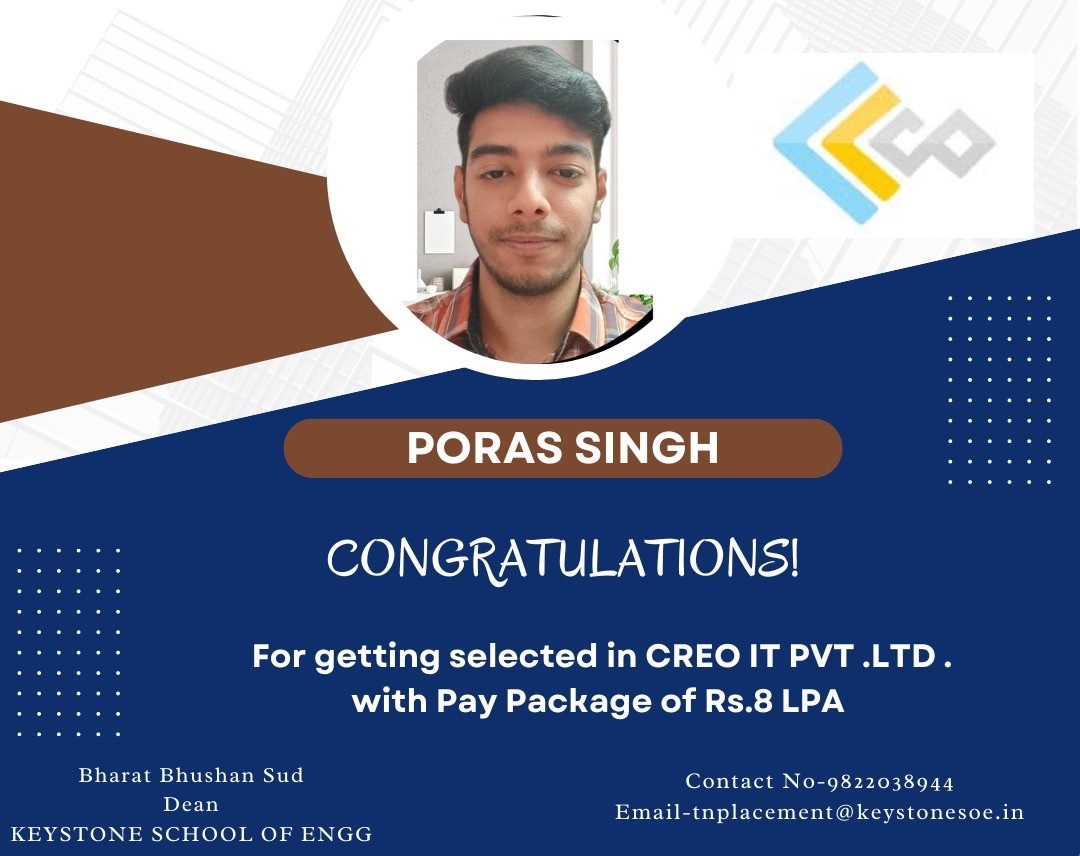 PORAS SINGH
CONGRATULATIONS!
For getting selected in CREO IT PVT .LTD .
with Pay Package of Rs.8 LPA
Bharat Bhushan Sud
Dean
KEYSTONE SCHOOL OF ENGG
Contact No-9822038944
Email-tnplacement@keystonesoe.in